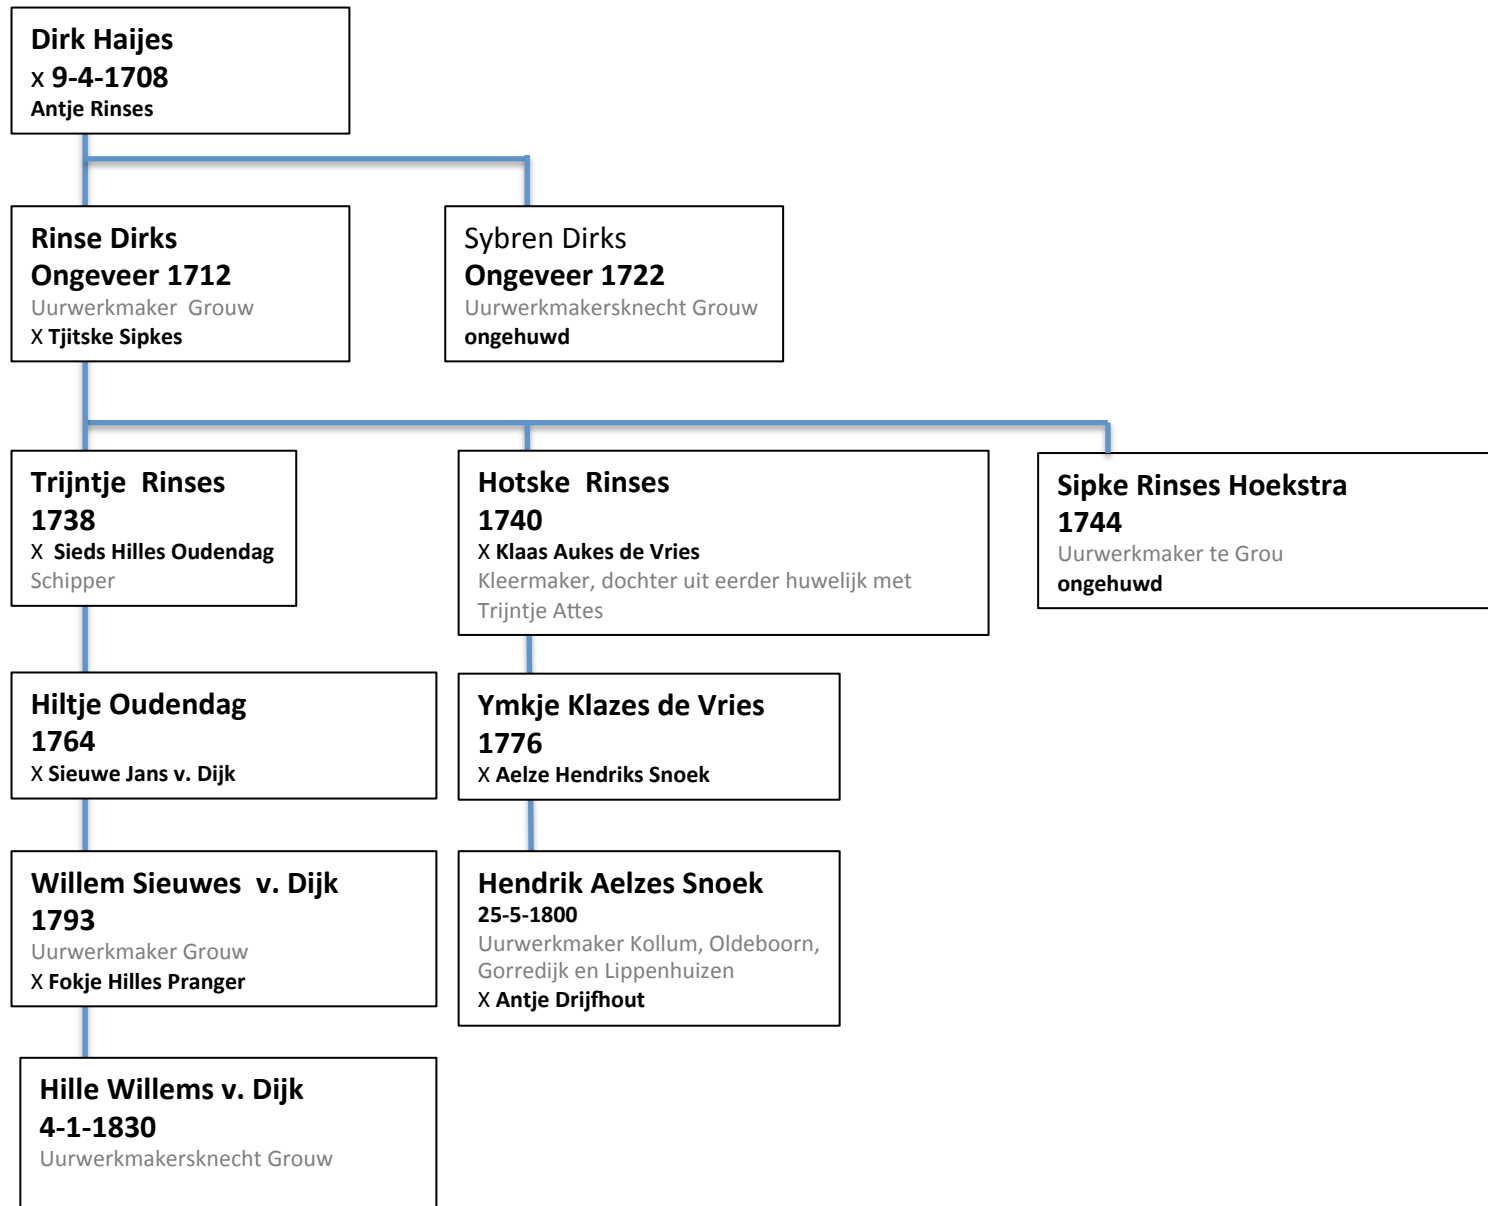 Dirk Haijes
x 9-4-1708
Antje Rinses
Rinse Dirks
Ongeveer 1712
Uurwerkmaker Grouw
X Tjitske Sipkes
Sybren Dirks
Ongeveer 1722
Uurwerkmakersknecht Grouw
ongehuwd
Trijntje Rinses
1738
X Sieds Hilles Oudendag
Schipper
Hotske Rinses
1740
X Klaas Aukes de Vries
Kleermaker, dochter uit eerder huwelijk met
Trijntje Attes
Sipke Rinses Hoekstra
1744
Uurwerkmaker te Grou
ongehuwd
Hiltje Oudendag
1764
X Sieuwe Jans v. Dijk
Ymkje Klazes de Vries
1776
X Aelze Hendriks Snoek
Willem Sieuwes v. Dijk
1793
Uurwerkmaker Grouw
X Fokje Hilles Pranger
Hendrik Aelzes Snoek
25-5-1800
Uurwerkmaker Kollum, Oldeboorn,
Gorredijk en Lippenhuizen
X Antje Drijfhout
Hille Willems v. Dijk
4-1-1830
Uurwerkmakersknecht Grouw